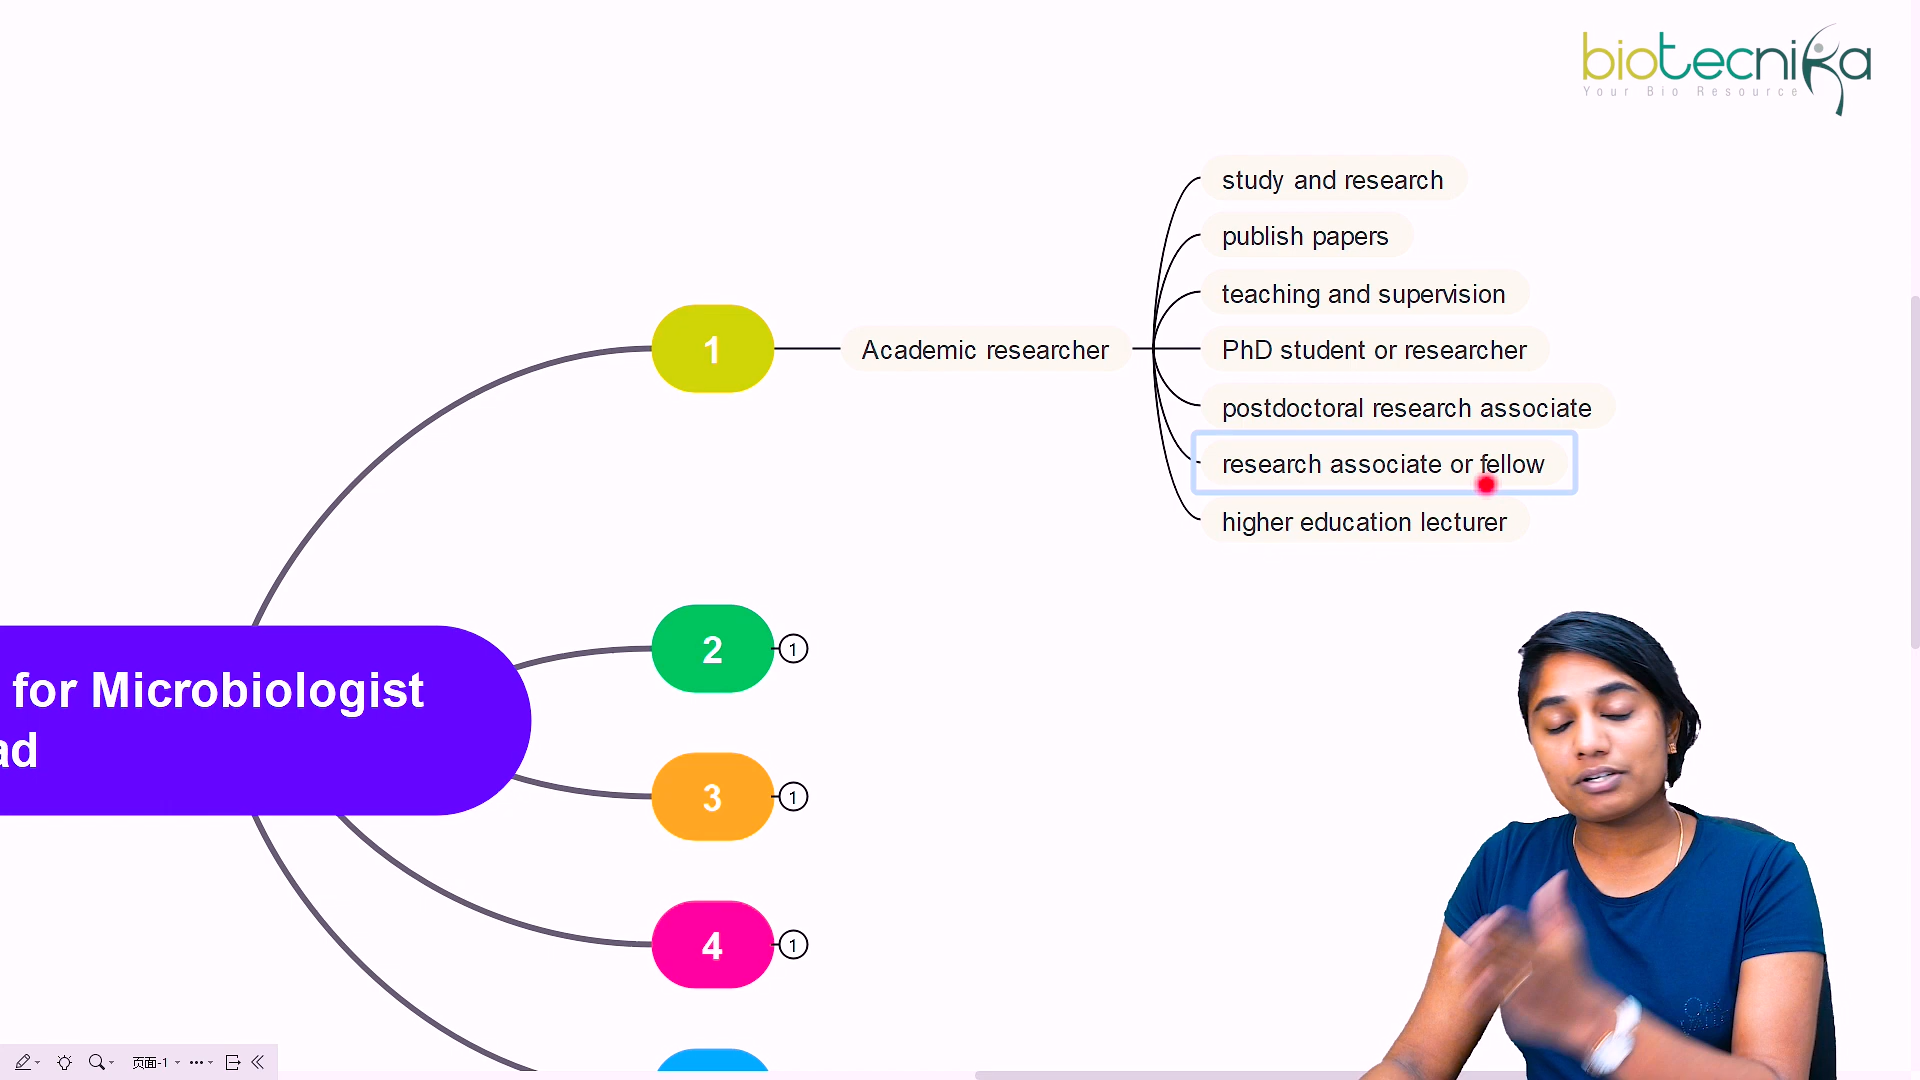 biotecnika
Your Bio Resource
study and research
publish papers
teaching and supervision
1
Academic researcher
PhD student or researcher
postdoctoral research associate
research associate or fellow
higher education lecturer
2
1
for Microbiologist
ad
3
1
4
1
页面-1